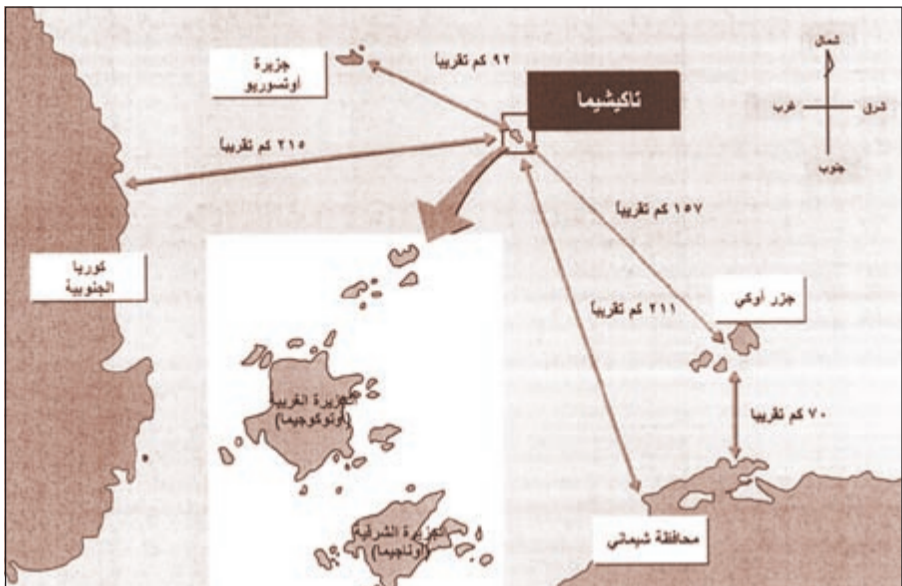 شمال
شرق
غرب
جنوب
تاكيشيما
جزيرة
أوتسوريو
٩٢ كم تقريباً
٢١٥ كم تقريباً
١٥٧ كم تقريباً
٢١١ كم تقريباً
جزر أوكي
٧٠ كم تقريباً
كوريا
الجنوبية
الجزيرة الغربية
(أوتوكوجيما)
الجزيرة الشرقية
(أوناجيما)
محافظة شيماني